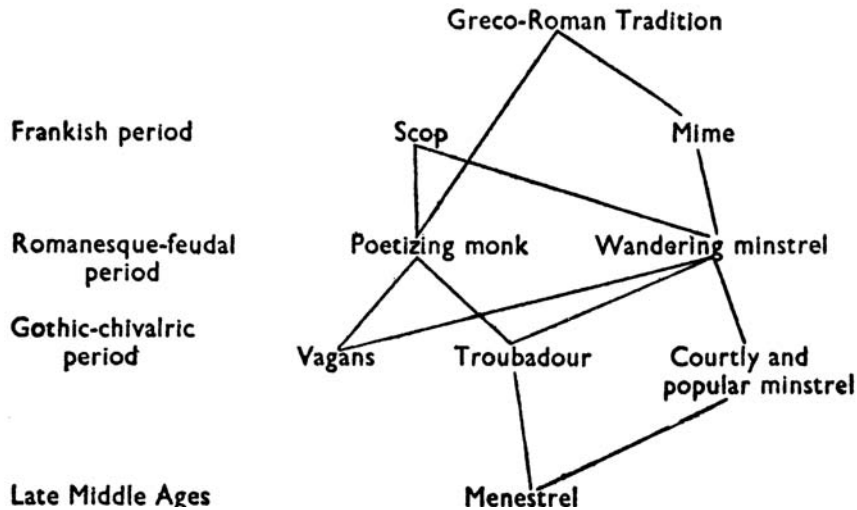 Greco-Roman Tradition
Frankish period Scop Mime
Romanesque-feudal Poetizing monk Wandering minstrel
period
Gothic-chivalric
period Vagans Troubadour Courtly and
popular minstrel
Late Middle Ages Menestrel